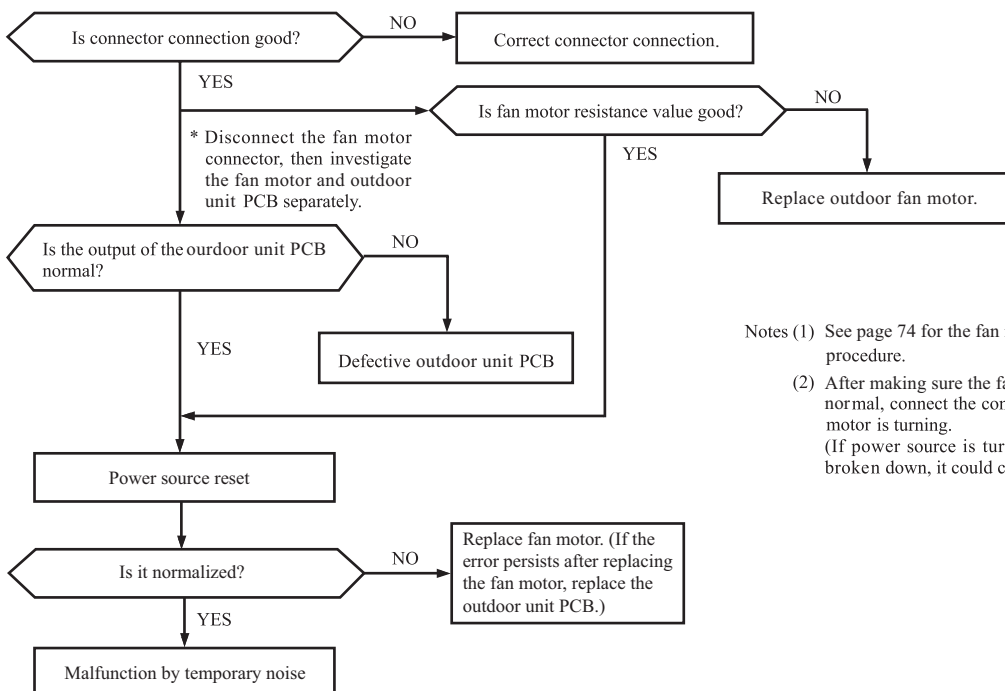 Is connector connection good?
NO
Correct connector connection.
YES
Is fan motor resistance value good?
NO
YES
* Disconnect the fan motor
connector, then investigate
the fan motor and outdoor
unit PCB separately.
Replace outdoor fan motor.
Is the output of the ourdoor unit PCB
normal?
NO
YES
Defective outdoor unit PCB
Notes (1) See page 74 for the fan
procedure.
(2) After making sure the
normal, connect the
motor is turning.
(If power source is
broken down, it could
Power source reset
Is it normalized?
NO
Replace fan motor. (If the
error persists after replacing
the fan motor, replace the
outdoor unit PCB.)
YES
Malfunction by temporary noise